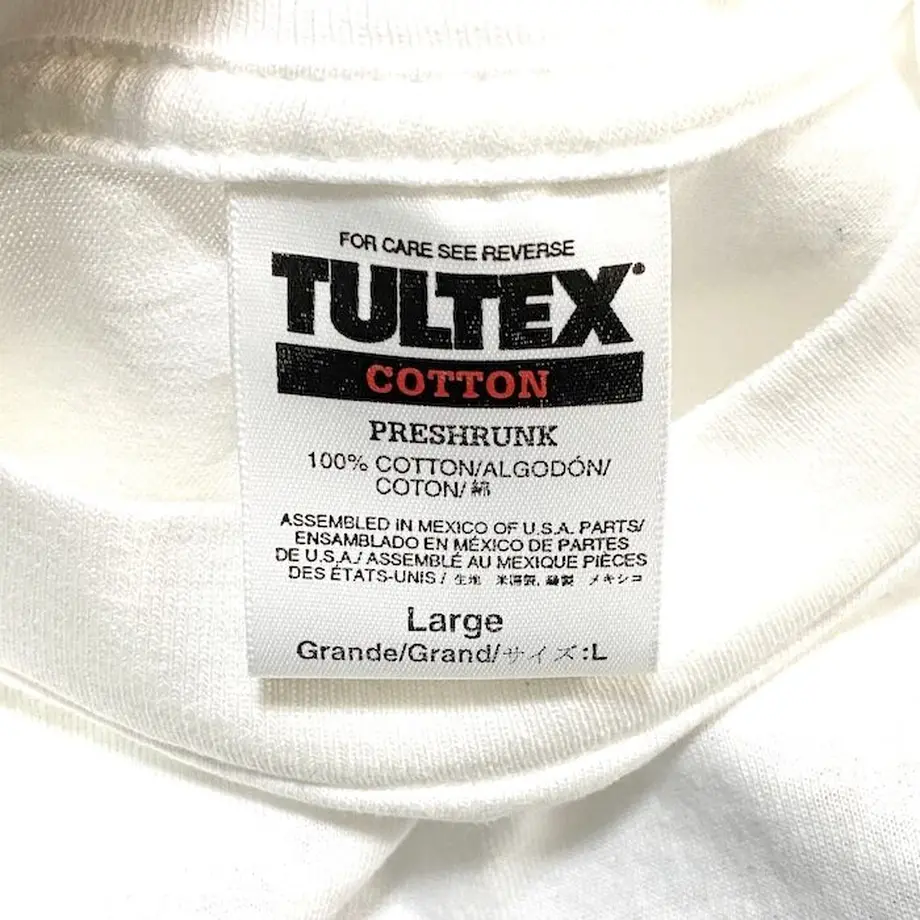 FOR CARE SEE REVERSE
TULTEX®
COTTON
PRESHRUNK
100% COTTON/ALGODÓN/
COTON/綿
ASSEMBLED IN MEXICO OF U.S.A. PARTS/
ENSAMBLADO EN MÉXICO DE PARTES
DE U.S.A./ASSEMBLÉ AU MEXIQUE PIÈCES
DES ÉTATS-UNIS/生地 米国製, 縫製 メキシコ
Large
Grande/Grand/サイズ:L